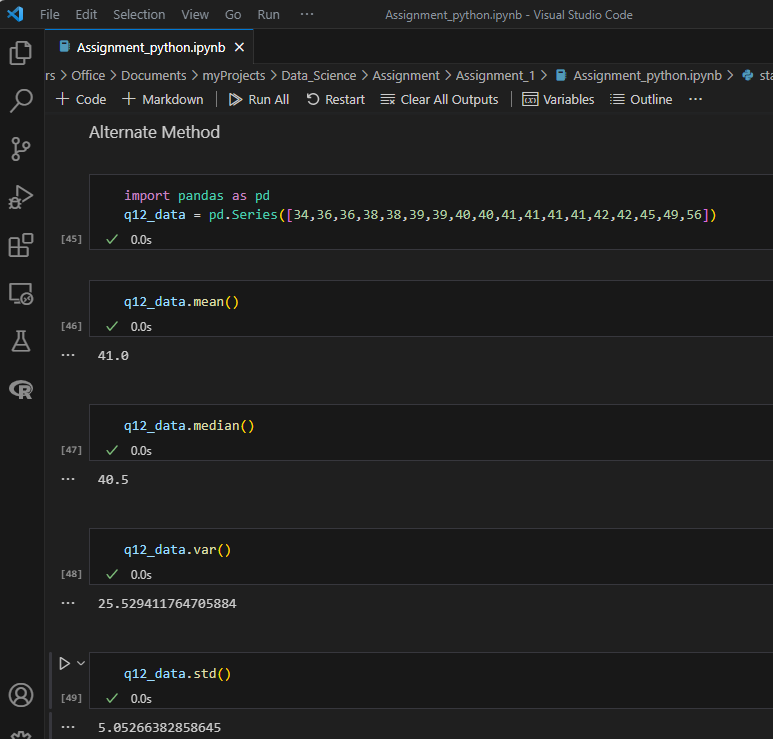 File Edit Selection View Go Run ··· Assignment_python.ipynb - Visual Studio Code
Assignment_python.ipynb ×
rs > Office > Documents > myProjects > Data_Science > Assignment > Assignment_1 > Assignment_python.ipynb > sta
+ Code + Markdown | Run All Restart Clear All Outputs | Variables Outline ···
Alternate Method
import pandas as pd
q12_data = pd.Series([34,36,36,38,38,39,39,40,40,41,41,41,41,42,42,45,49,56])
[45] ✓ 0.0s
q12_data.mean()
[46] ✓ 0.0s
··· 41.0
q12_data.median()
[47] ✓ 0.0s
··· 40.5
q12_data.var()
[48] ✓ 0.0s
··· 25.529411764705884
q12_data.std()
[49] ✓ 0.0s
··· 5.05266382858645